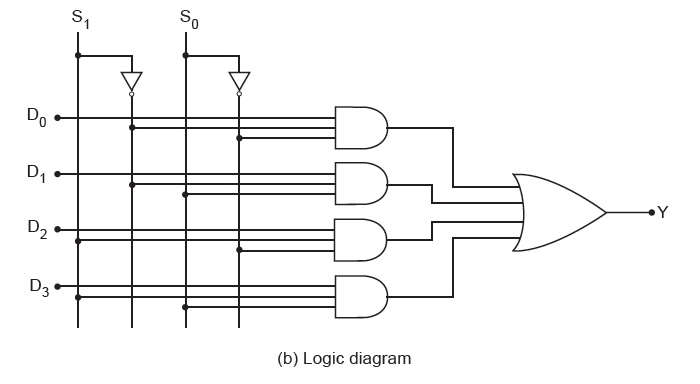 S₁ S₀
D₀
D₁
D₂
Y
D₃
(b) Logic diagram